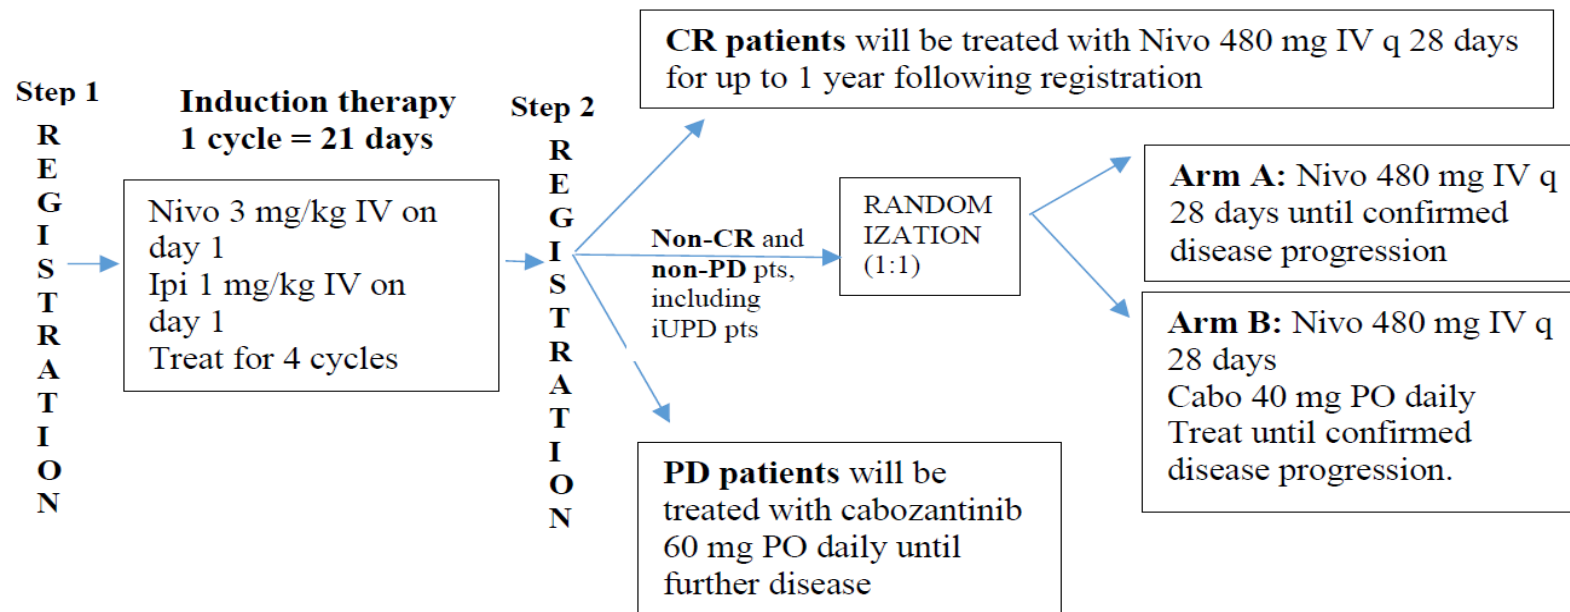 Step 1
R
E
G
I
S
T
R
A
T
I
O
N
Induction therapy
1 cycle = 21 days
Nivo 3 mg/kg IV on
day 1
Ipi 1 mg/kg IV on
day 1
Treat for 4 cycles
Step 2
R
E
G
I
S
T
R
A
T
I
O
N
CR patients will be treated with Nivo 480 mg IV q 28 days
for up to 1 year following registration
Non-CR and
non-PD pts,
including
iUPD pts
RANDOM
IZATION
(1:1)
Arm A: Nivo 480 mg IV q
28 days until confirmed
disease progression
Arm B: Nivo 480 mg IV q
28 days
Cabo 40 mg PO daily
Treat until confirmed
disease progression.
PD patients will be
treated with cabozantinib
60 mg PO daily until
further disease